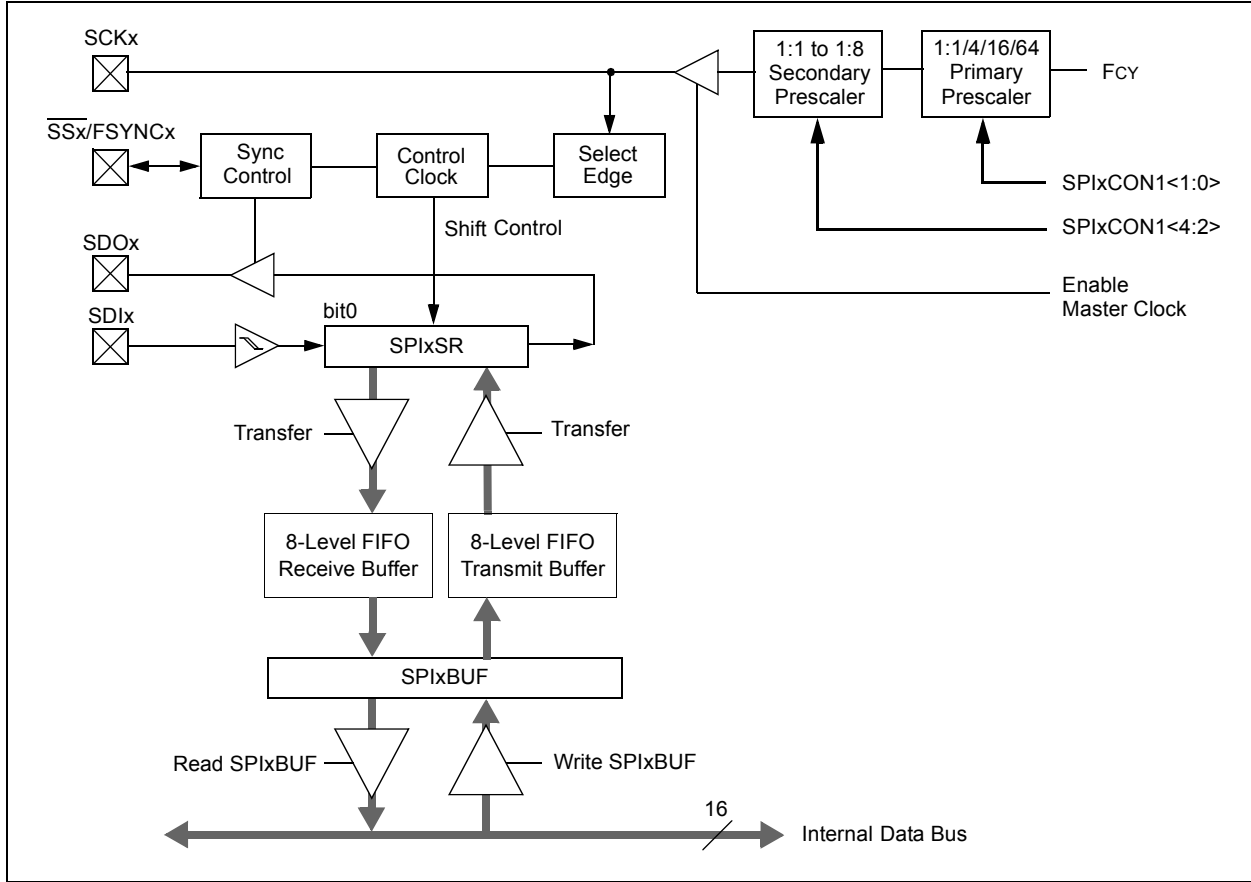 SCKx
1:1 to 1:8
Secondary
Prescaler
1:1/4/16/64
Primary
Prescaler
FCY
SSx/FSYNCx
Sync
Control
Control
Clock
Select
Edge
SPIxCON1<1:0>
Shift Control
SPIxCON1<4:2>
SDOx
Enable
Master Clock
SDIx
bit0
SPIxSR
Transfer
Transfer
8-Level FIFO
Receive Buffer
8-Level FIFO
Transmit Buffer
SPIxBUF
Read SPIxBUF
Write SPIxBUF
16
Internal Data Bus